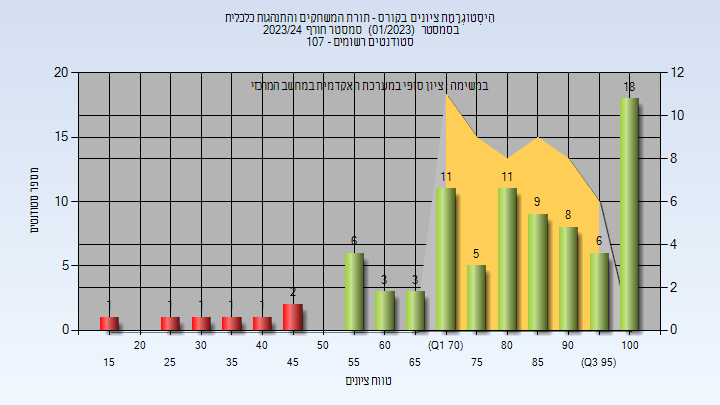 הִיסְטוֹגְרָמַת ציונים בקורס - תורת המשחקים והתנהגות כלכלית
בסמסטר (01/2023) סמסטר חורף 2023/24
סטודנטים רשומים - 107
במשימה: ציון סופי במערכת האקדמית במחשב המרכזי
20 15 10 5 0
מספר סטודנטים
12 10 8 6 4 2 0
1 1 1 1 1 2 6 3 3 11 5 11 9 8 6 18
20 30 40 50 60 (Q1 70) 80 90 100
15 25 35 45 55 65 75 85 (Q3 95)
טווח ציונים